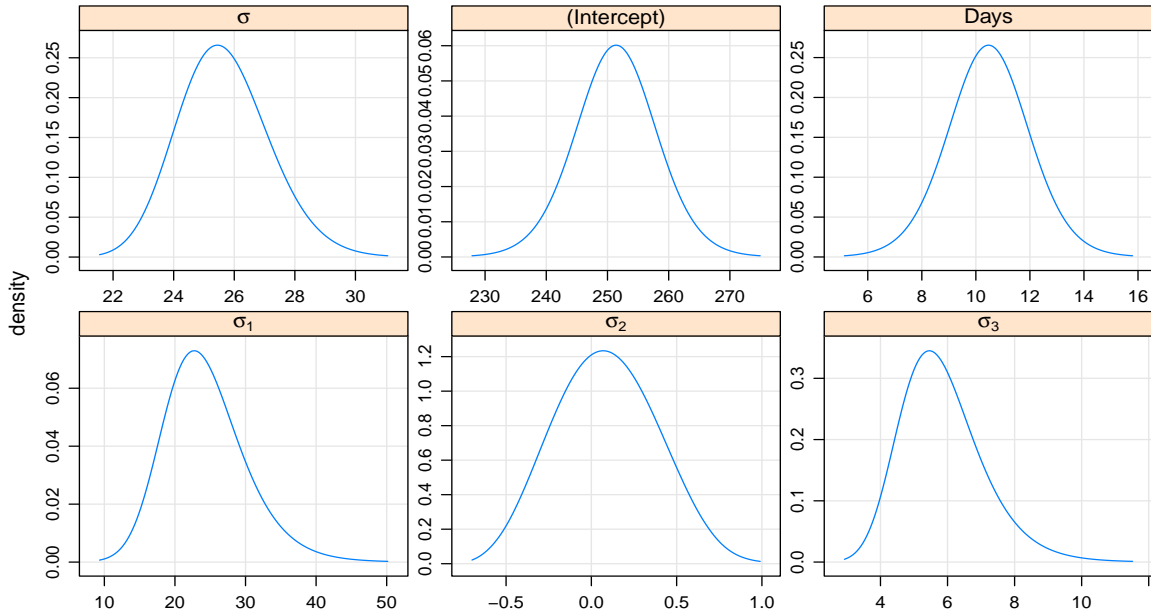 σ
(Intercept)
Days
0.00 0.05 0.10 0.15 0.20 0.25
0.00 0.01 0.02 0.03 0.04 0.05 0.06
0.00 0.05 0.10 0.15 0.20 0.25
22 24 26 28 30
230 240 250 260 270
6 8 10 12 14 16
density
σ₁
σ₂
σ₃
0.00 0.02 0.04 0.06
0.0 0.2 0.4 0.6 0.8 1.0 1.2
0.0 0.1 0.2 0.3
10 20 30 40 50
−0.5 0.0 0.5 1.0
4 6 8 10